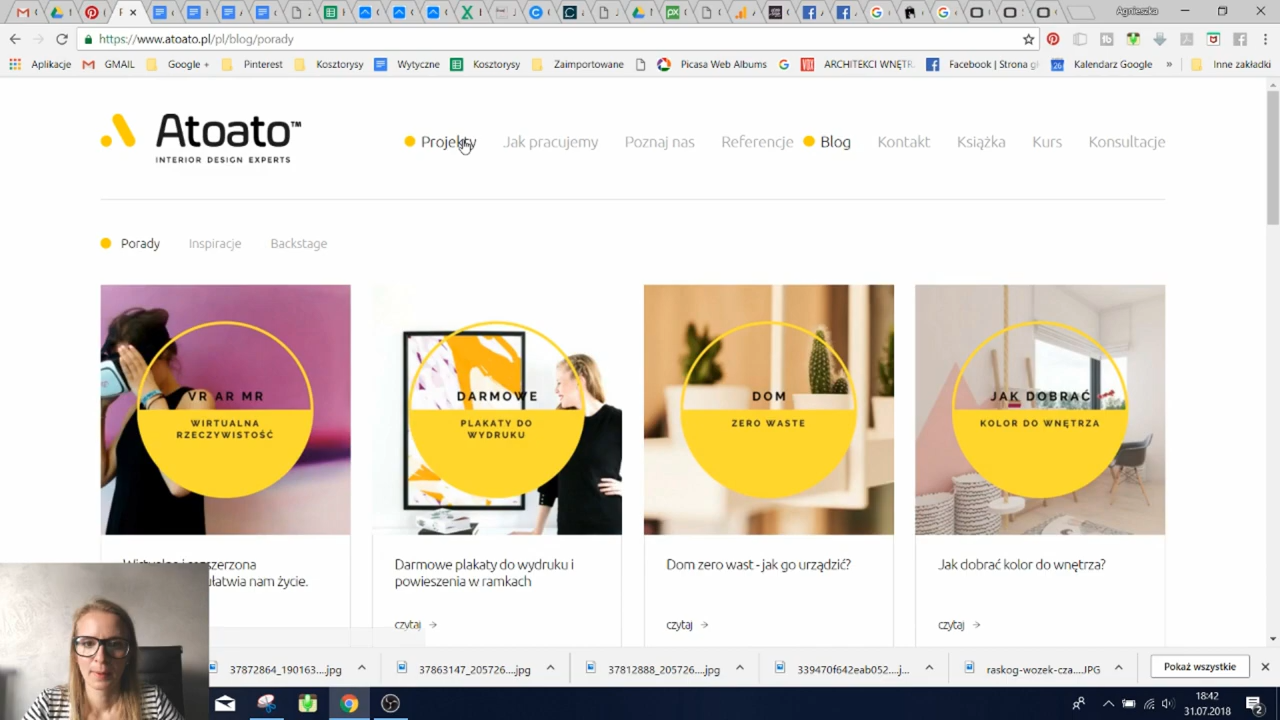 Agnieszka
https://www.atoato.pl/pl/blog/porady
Aplikacje GMAIL Google + Pinterest Kosztorysy Wytyczne Kosztorysy Zaimportowane Picasa Web Albums ARCHITEKCI WNĘTR Facebook | Strona g Kalendarz Google » Inne zakładki
Atoato™
INTERIOR DESIGN EXPERTS
Projekty Jak pracujemy Poznaj nas Referencje Blog Kontakt Książka Kurs Konsultacje
Porady Inspiracje Backstage
VR AR MR
WIRTUALNA
RZECZYWISTOŚĆ
DARMOWE
PLAKATY DO
WYDRUKU
DOM
ZERO WASTE
JAK DOBRAĆ
KOLOR DO WNĘTRZA
Wirtualna i rozszerzona
ułatwia nam życie.
Darmowe plakaty do wydruku i
powieszenia w ramkach
czytaj →
Dom zero wast - jak go urządzić?
czytaj →
Jak dobrać kolor do wnętrza?
czytaj →
37872864_190163....jpg
37863147_205726....jpg
37812888_205726....jpg
339470f642eab052....j...
raskog-wozek-cza....JPG
Pokaż wszystkie
18:42
31.07.2018
2